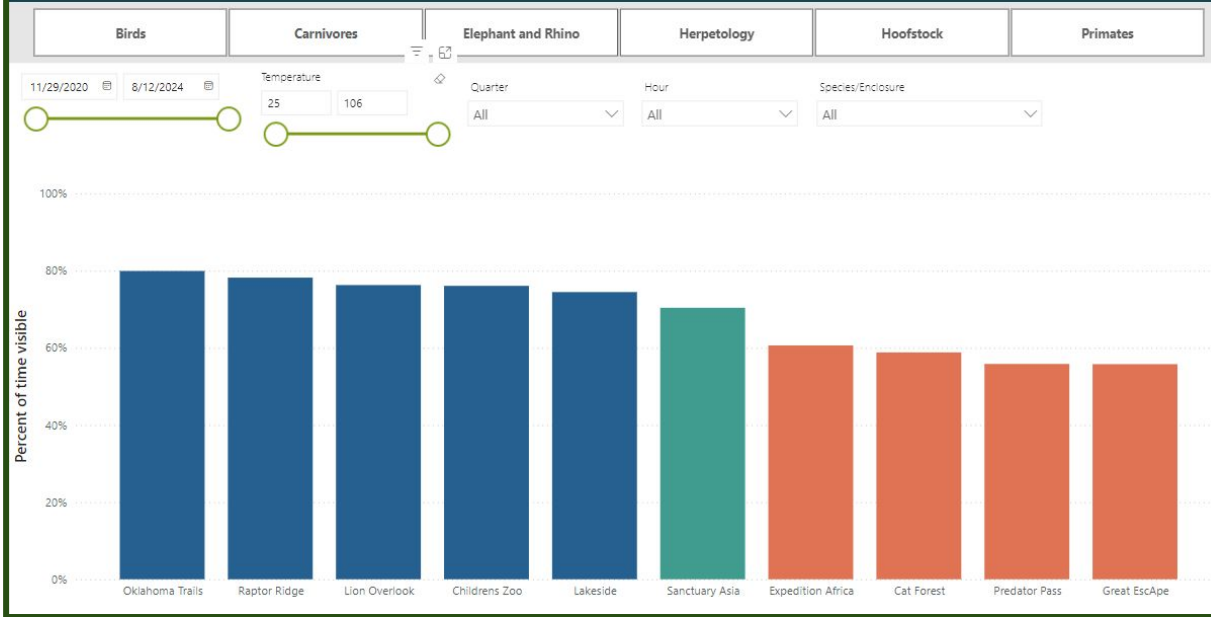 Birds
Carnivores
Elephant and Rhino
Herpetology
Hoofstock
Primates
11/29/2020
8/12/2024
Temperature
25
106
Quarter
All
Hour
All
Species/Enclosure
All
Percent of time visible
100%
80%
60%
40%
20%
0%
Oklahoma Trails
Raptor Ridge
Lion Overlook
Childrens Zoo
Lakeside
Sanctuary Asia
Expedition Africa
Cat Forest
Predator Pass
Great EscApe